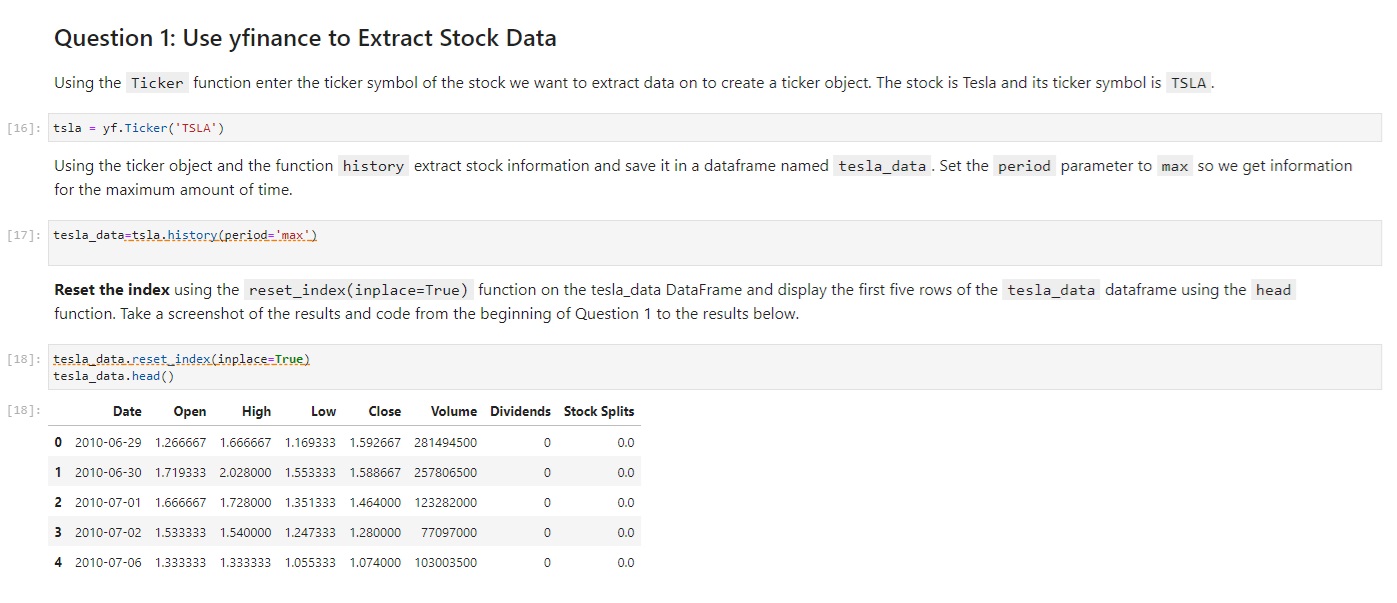 Question 1: Use yfinance to Extract Stock Data
Using the Ticker function enter the ticker symbol of the stock we want to extract data on to create a ticker object. The stock is Tesla and its ticker symbol is TSLA .
[16]: tsla = yf.Ticker('TSLA')
Using the ticker object and the function history extract stock information and save it in a dataframe named tesla_data . Set the period parameter to max so we get information
for the maximum amount of time.
[17]: tesla_data=tsla.history(period='max')
Reset the index using the reset_index(inplace=True) function on the tesla_data DataFrame and display the first five rows of the tesla_data dataframe using the head
function. Take a screenshot of the results and code from the beginning of Question 1 to the results below.
[18]: tesla_data.reset_index(inplace=True)
tesla_data.head()
[18]: Date Open High Low Close Volume Dividends Stock Splits
0 2010-06-29 1.266667 1.666667 1.169333 1.592667 281494500 0 0.0
1 2010-06-30 1.719333 2.028000 1.553333 1.588667 257806500 0 0.0
2 2010-07-01 1.666667 1.728000 1.351333 1.464000 123282000 0 0.0
3 2010-07-02 1.533333 1.540000 1.247333 1.280000 77097000 0 0.0
4 2010-07-06 1.333333 1.333333 1.055333 1.074000 103003500 0 0.0